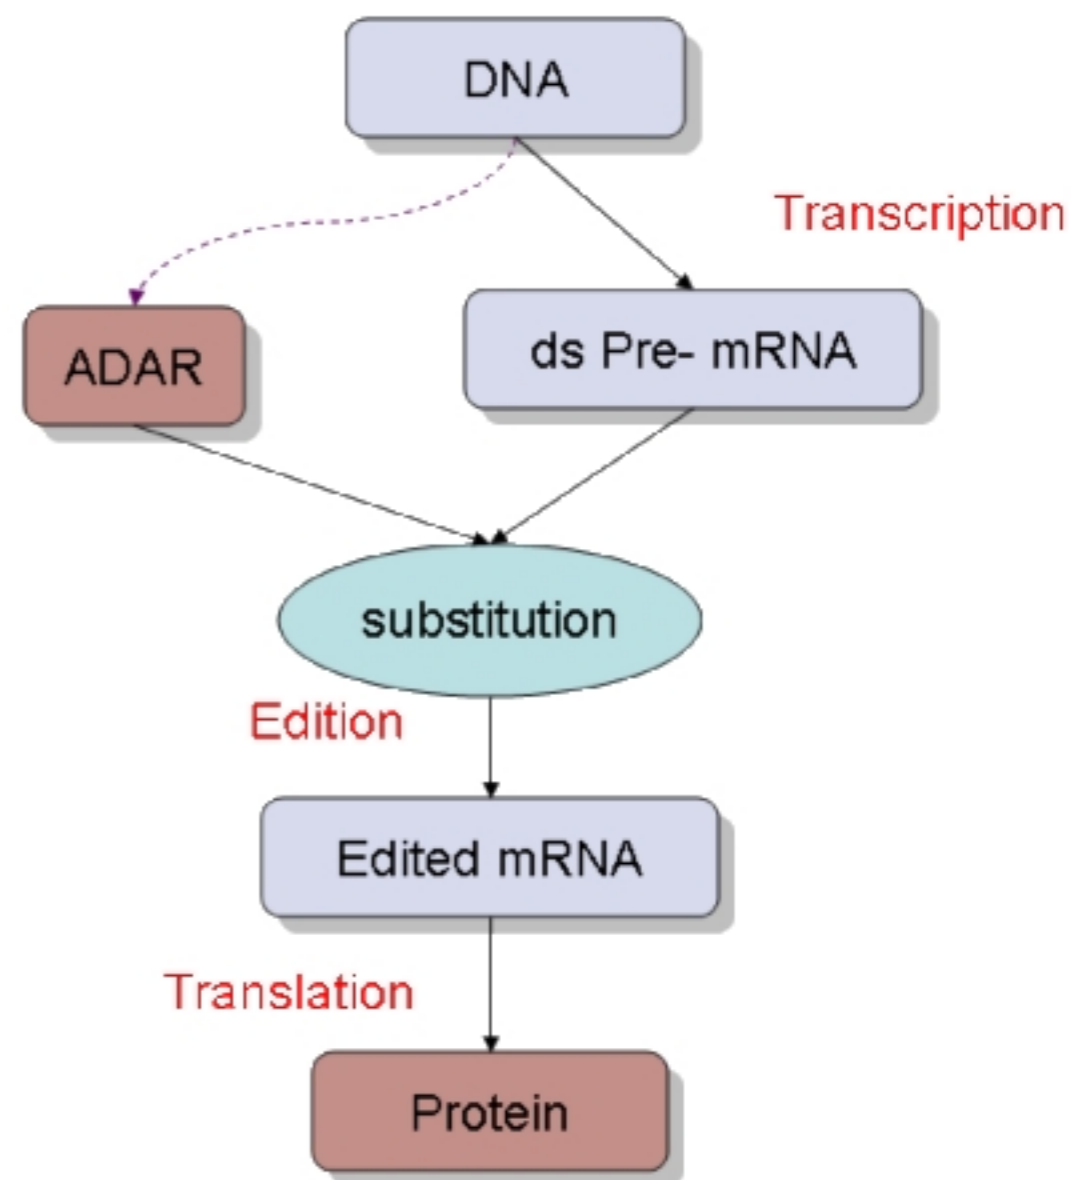 DNA
Transcription
ADAR
ds Pre- mRNA
substitution
Edition
Edited mRNA
Translation
Protein